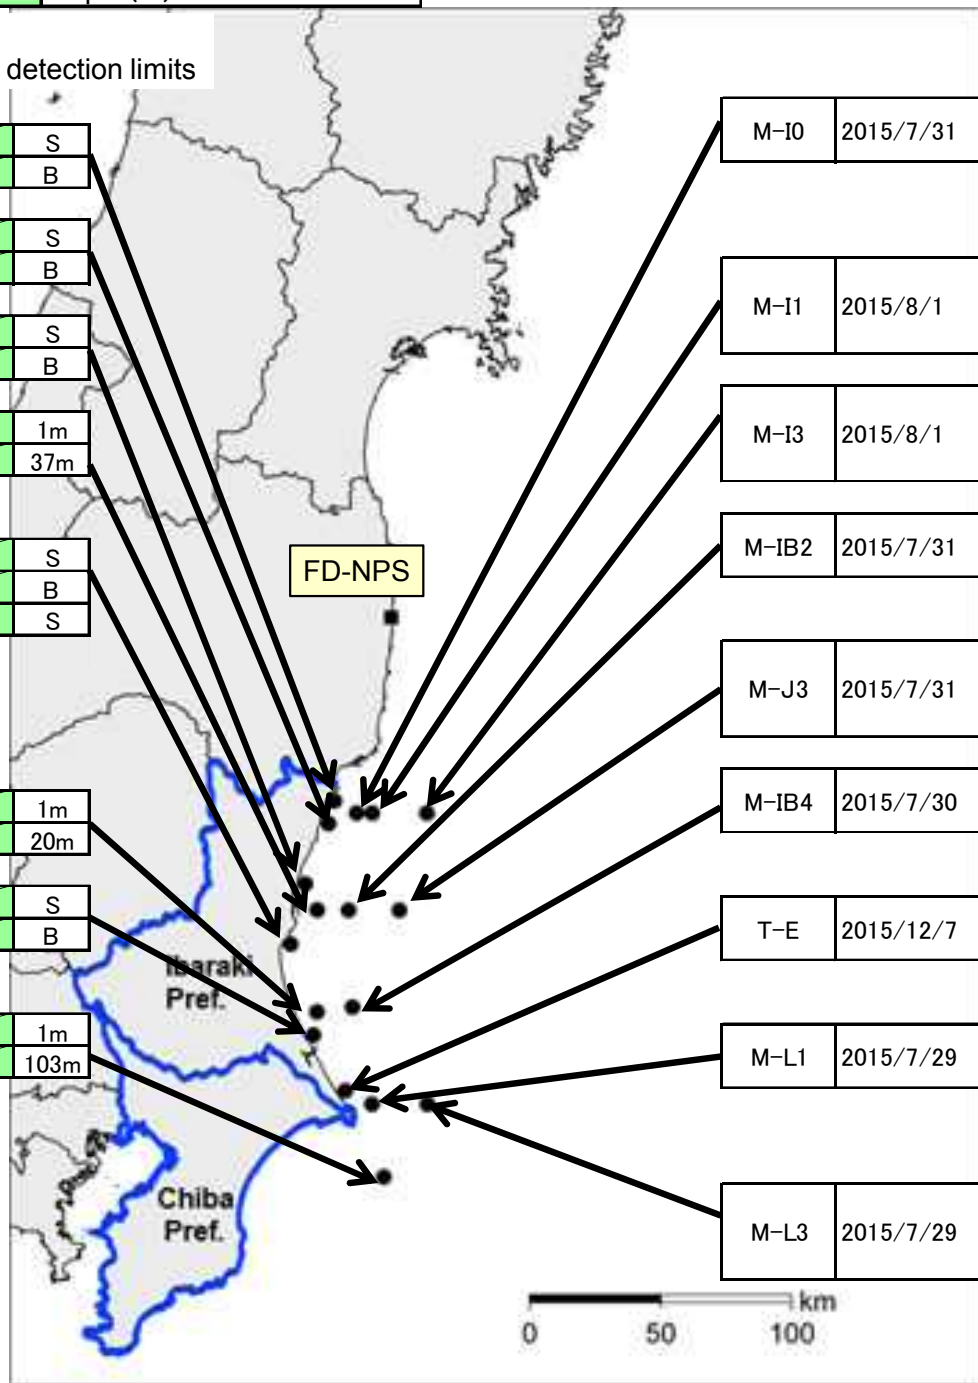 detection limits
S
B
S
B
S
B
1m
37m
S
B
S
1m
20m
S
B
1m
103m
FD-NPS
Ibaraki
Pref.
Chiba
Pref.
M-I0 2015/7/31
M-I1 2015/8/1
M-I3 2015/8/1
M-IB2 2015/7/31
M-J3 2015/7/31
M-IB4 2015/7/30
T-E 2015/12/7
M-L1 2015/7/29
M-L3 2015/7/29
km
0 50 100